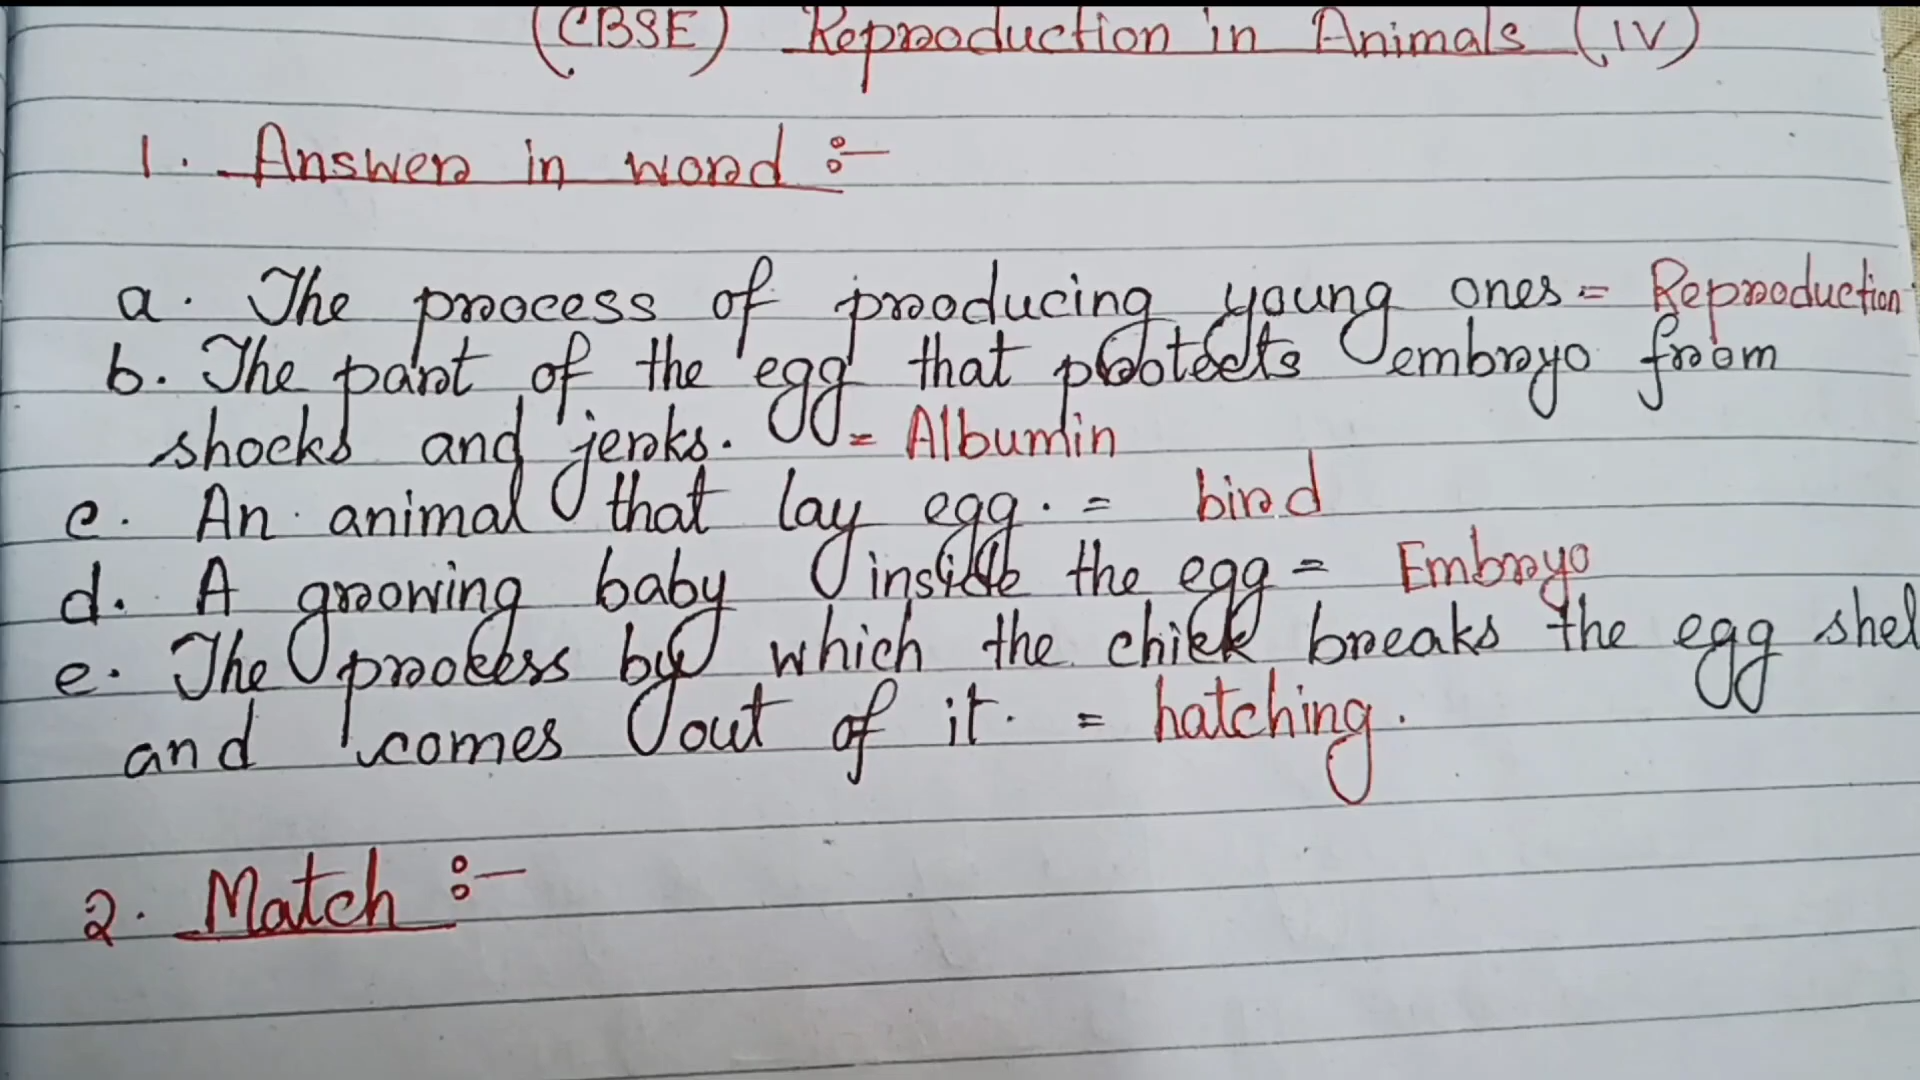 (CBSE) Reproduction in Animals (IV)
1. Answer in word :-
a. The process of producing young ones = Reproduction
b. The part of the egg that protects embryo from
shocks and jerks. = Albumin
c. An animal that lay egg. = bird
d. A growing baby inside the egg = Embryo
e. The process by which the chick breaks the egg shel
and comes out of it. = hatching.
2. Match :-